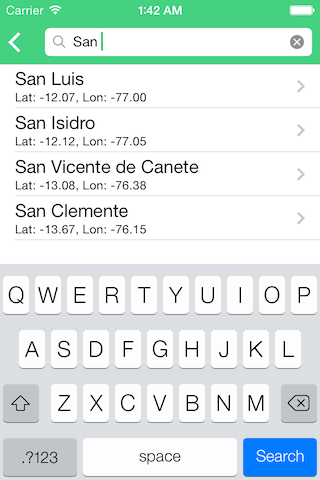 Carrier 1:42 AM
San
San Luis
Lat: -12.07, Lon: -77.00
San Isidro
Lat: -12.12, Lon: -77.05
San Vicente de Canete
Lat: -13.08, Lon: -76.38
San Clemente
Lat: -13.67, Lon: -76.15
Q W E R T Y U I O P
A S D F G H J K L
Z X C V B N M
.?123 space Search